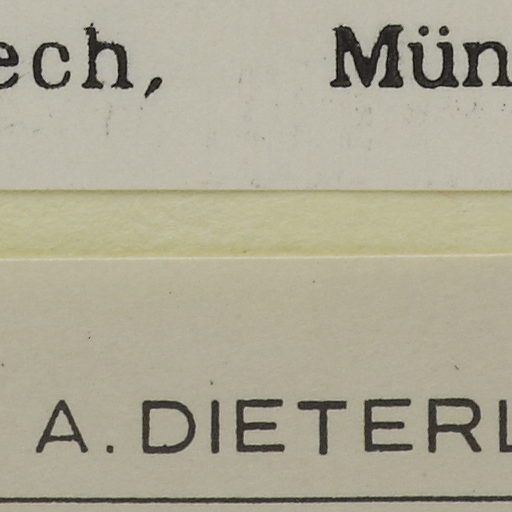 ech, Mün
A. DIETERL